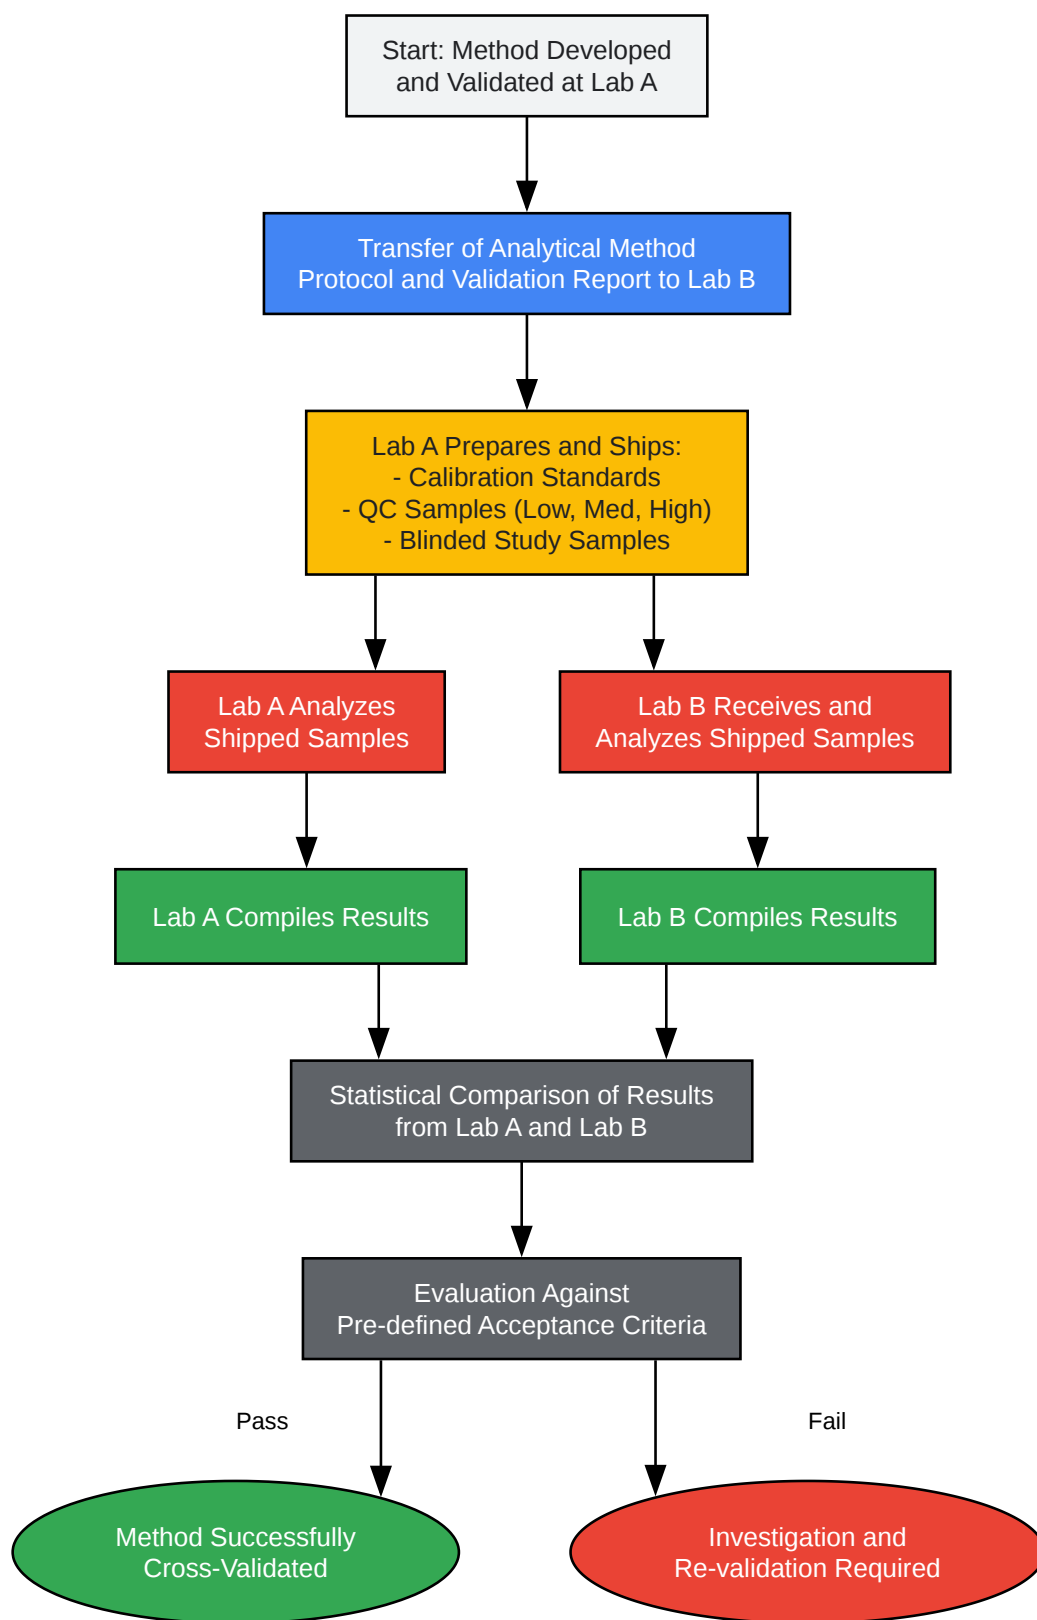 Start: Method Developed
and Validated at Lab A
Transfer of Analytical Method
Protocol and Validation Report to Lab B
Lab A Prepares and Ships:
- Calibration Standards
- QC Samples (Low, Med, High)
- Blinded Study Samples
Lab A Analyzes
Shipped Samples
Lab B Receives and
Analyzes Shipped Samples
Lab A Compiles Results
Lab B Compiles Results
Statistical Comparison of Results
from Lab A and Lab B
Evaluation Against
Pre-defined Acceptance Criteria
Pass
Fail
Method Successfully
Cross-Validated
Investigation and
Re-validation Required